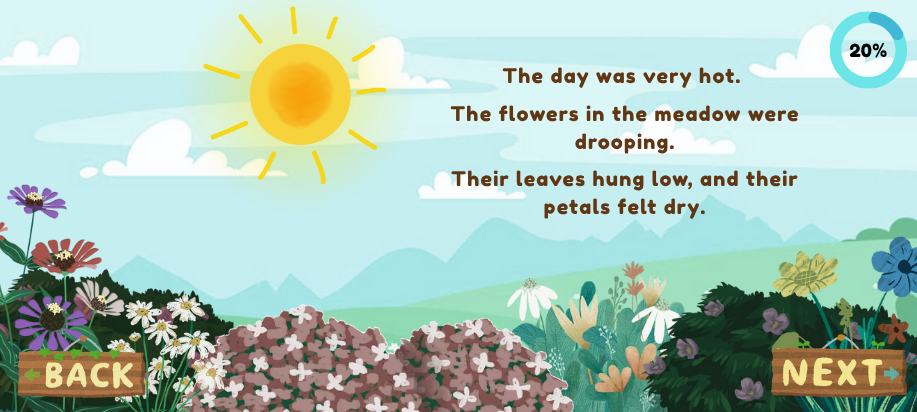 20%
The day was very hot.
The flowers in the meadow were
drooping.
Their leaves hung low, and their
petals felt dry.
BACK
NEXT